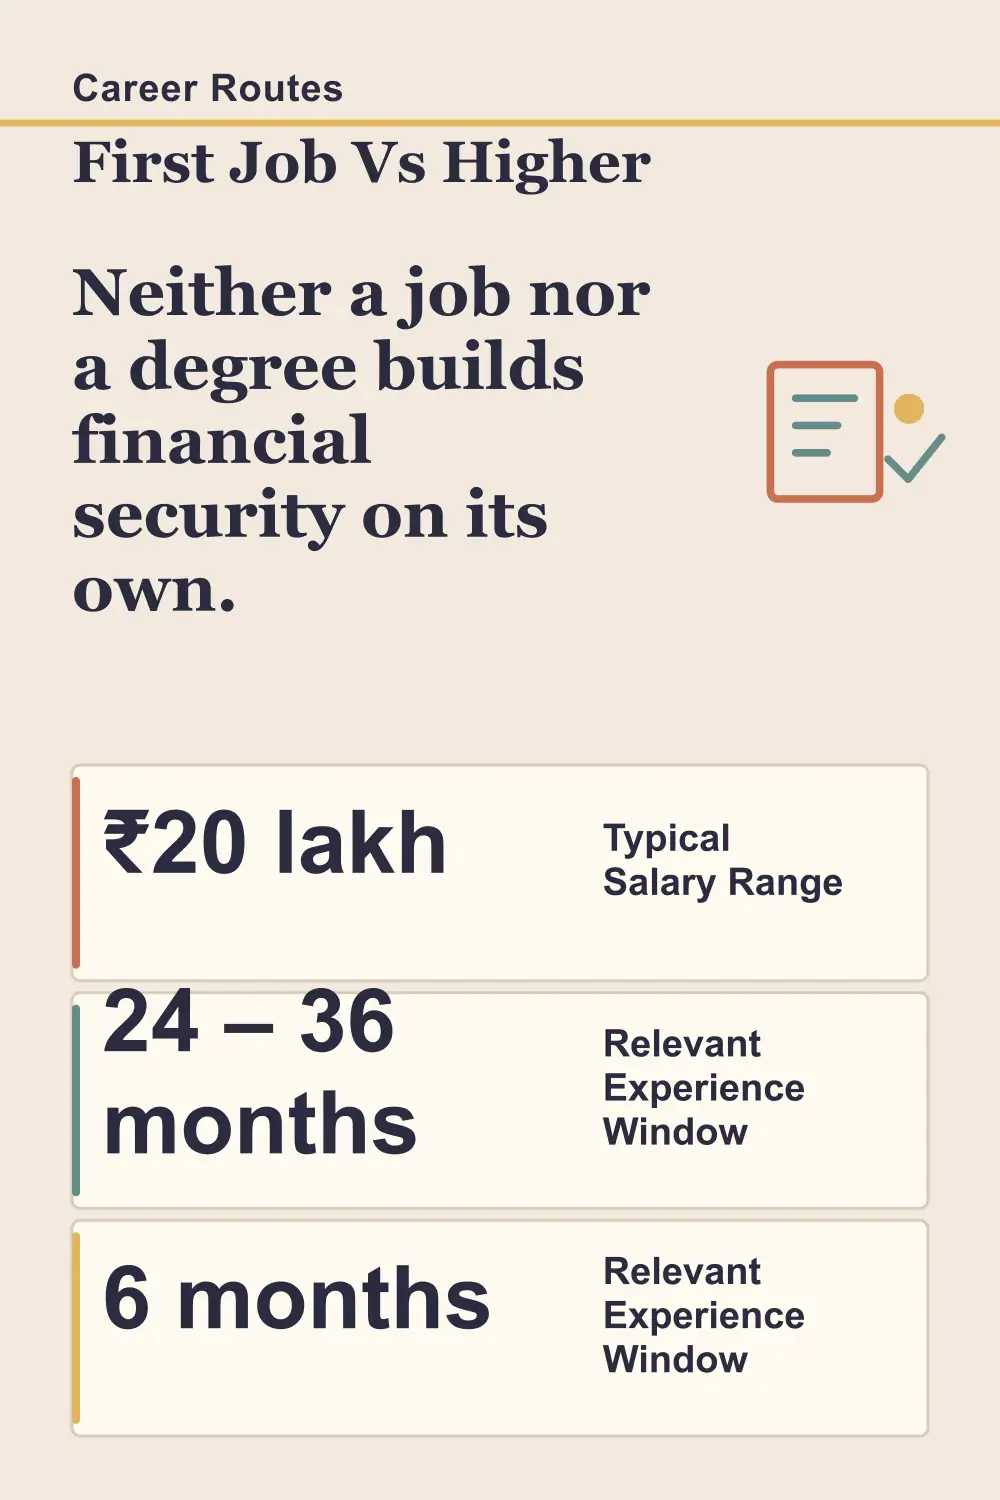 Career Routes
First Job Vs Higher
Neither a job nor
a degree builds
financial
security on its
own.
₹20 lakh
Typical
Salary Range
24 – 36
months
Relevant
Experience
Window
6 months
Relevant
Experience
Window